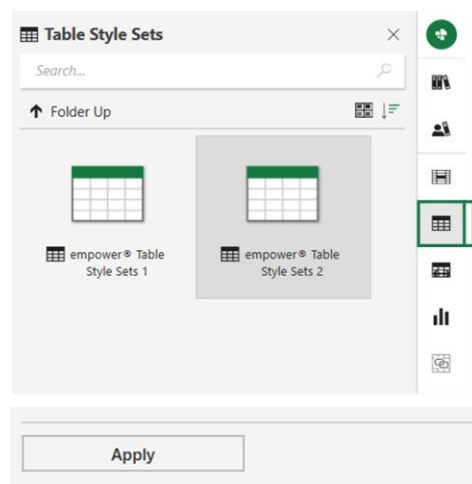 Table Style Sets
Search...
Folder Up
empower® Table
Style Sets 1
empower® Table
Style Sets 2
Apply